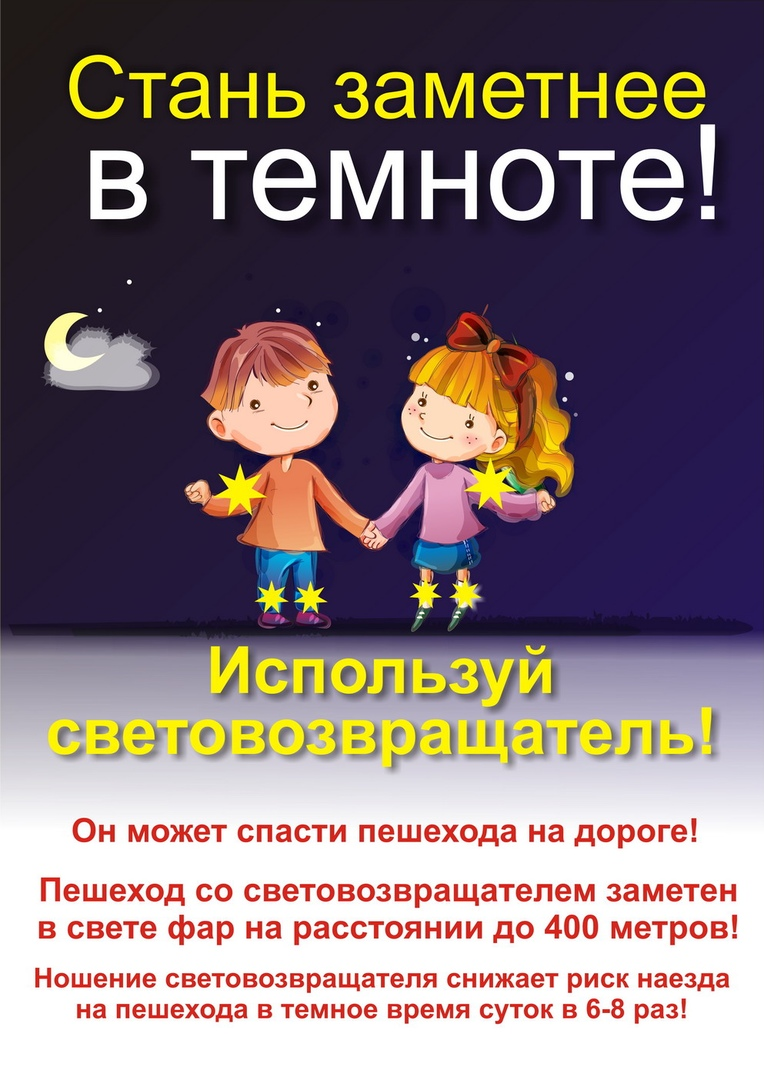 Стань заметнее
в темноте!
Используй
световозвращатель!
Он может спасти пешехода на дороге!
Пешеход со световозвращателем заметен
в свете фар на расстоянии до 400 метров!
Ношение световозвращателя снижает риск наезда
на пешехода в темное время суток в 6-8 раз!